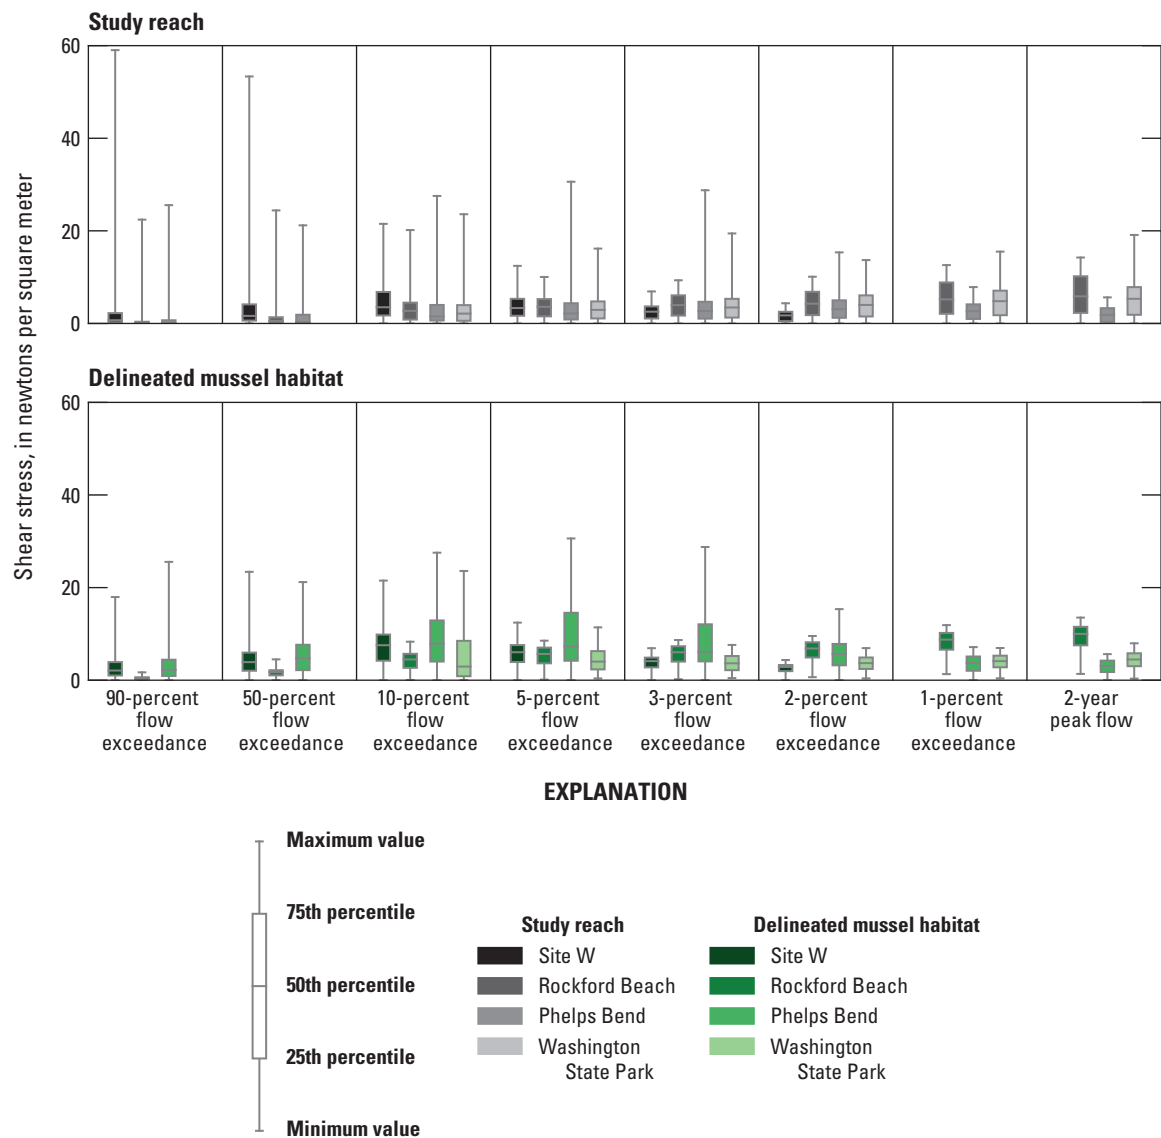 Study reach
60
40
20
0
Shear stress, in newtons per square meter
Delineated mussel habitat
60
40
20
0
90-percent
flow
exceedance
50-percent
flow
exceedance
10-percent
flow
exceedance
5-percent
flow
exceedance
3-percent
flow
exceedance
2-percent
flow
exceedance
1-percent
flow
exceedance
2-year
peak flow
EXPLANATION
Maximum value
75th percentile
50th percentile
25th percentile
Minimum value
Study reach
Site W
Rockford Beach
Phelps Bend
Washington
State Park
Delineated mussel habitat
Site W
Rockford Beach
Phelps Bend
Washington
State Park